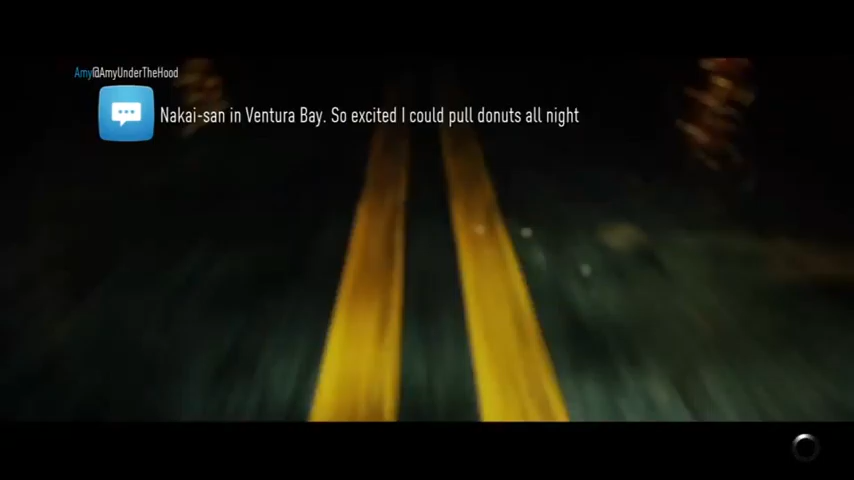 Amy@AmyUnderTheHood
Nakai-san in Ventura Bay. So excited I could pull donuts all night